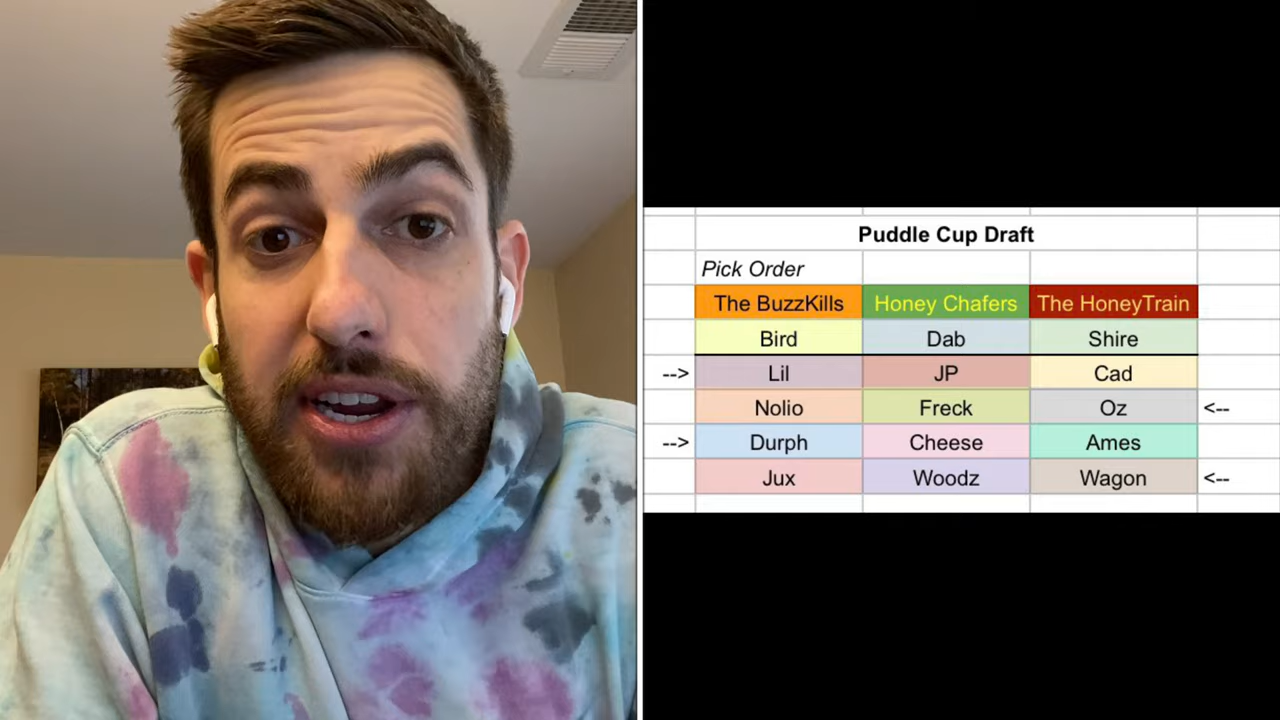 Puddle Cup Draft
Pick Order
The BuzzKills Honey Chafers The HoneyTrain
Bird Dab Shire
--> Lil JP Cad
Nolio Freck Oz <--
--> Durph Cheese Ames
Jux Woodz Wagon <--